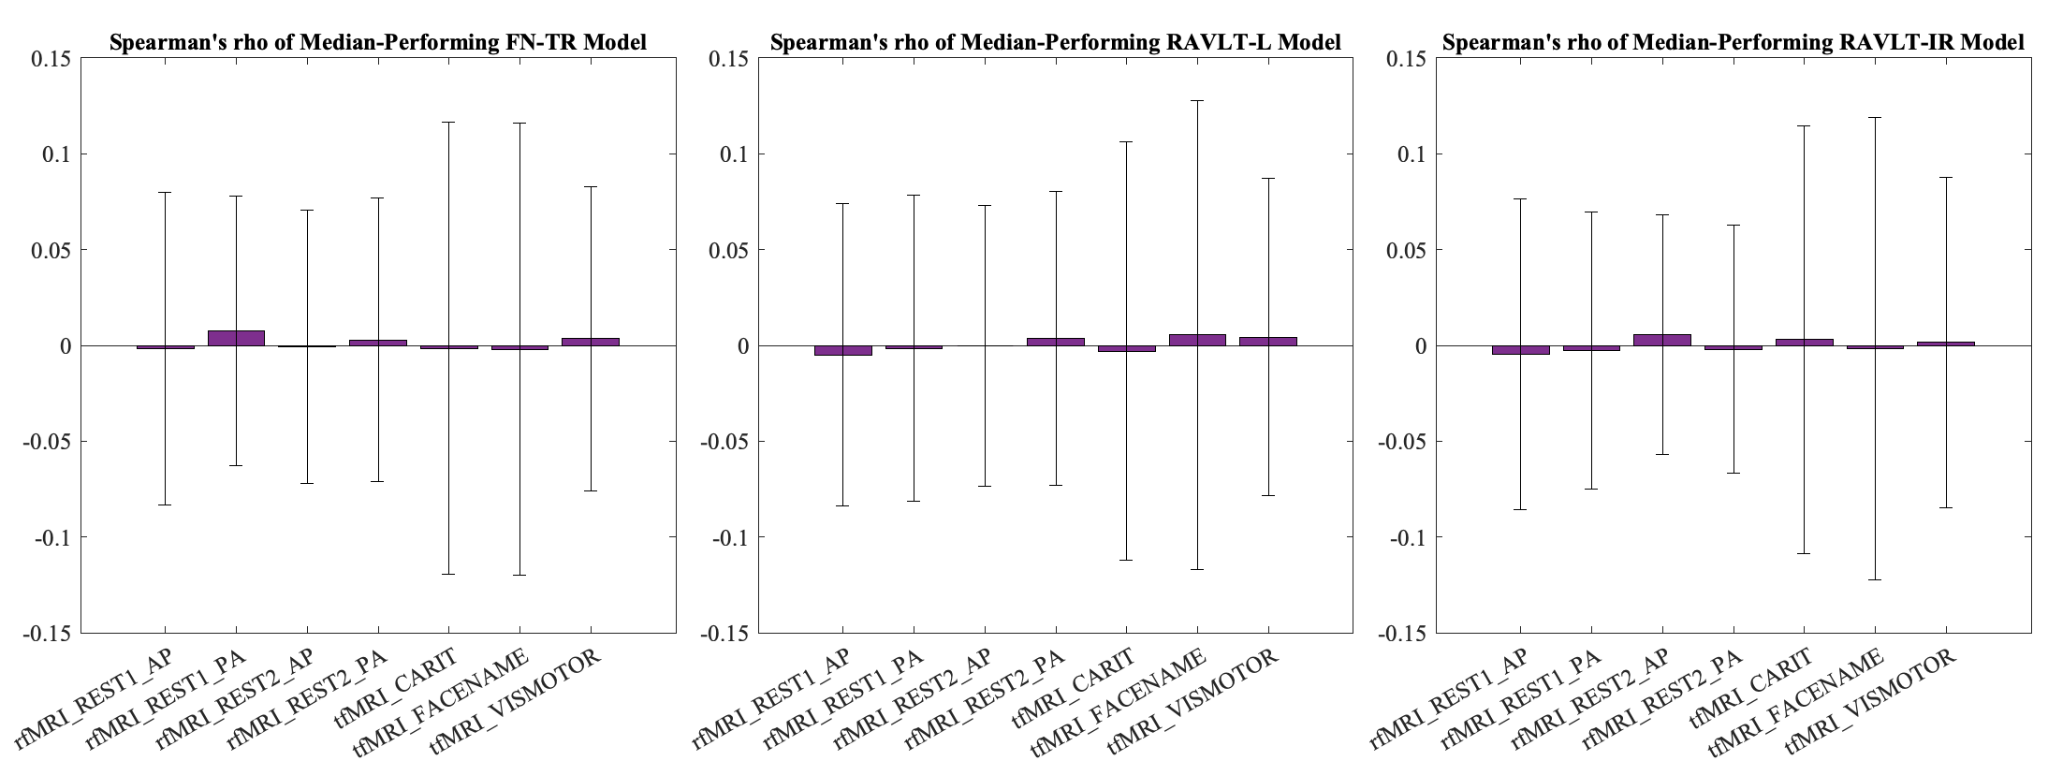 Spearman's rho of Median-Performing FN-TR Model
0.15
0.1
0.05
0
-0.05
-0.1
-0.15
rfMRI_REST1_AP
rfMRI_REST1_PA
rfMRI_REST2_AP
rfMRI_REST2_PA
tfMRI_CARIT
tfMRI_FACENAME
tfMRI_VISMOTOR
Spearman's rho of Median-Performing RAVLT-L Model
0.15
0.1
0.05
0
-0.05
-0.1
-0.15
rfMRI_REST1_AP
rfMRI_REST1_PA
rfMRI_REST2_AP
rfMRI_REST2_PA
tfMRI_CARIT
tfMRI_FACENAME
tfMRI_VISMOTOR
Spearman's rho of Median-Performing RAVLT-IR Model
0.15
0.1
0.05
0
-0.05
-0.1
-0.15
rfMRI_REST1_AP
rfMRI_REST1_PA
rfMRI_REST2_AP
rfMRI_REST2_PA
tfMRI_CARIT
tfMRI_FACENAME
tfMRI_VISMOTOR